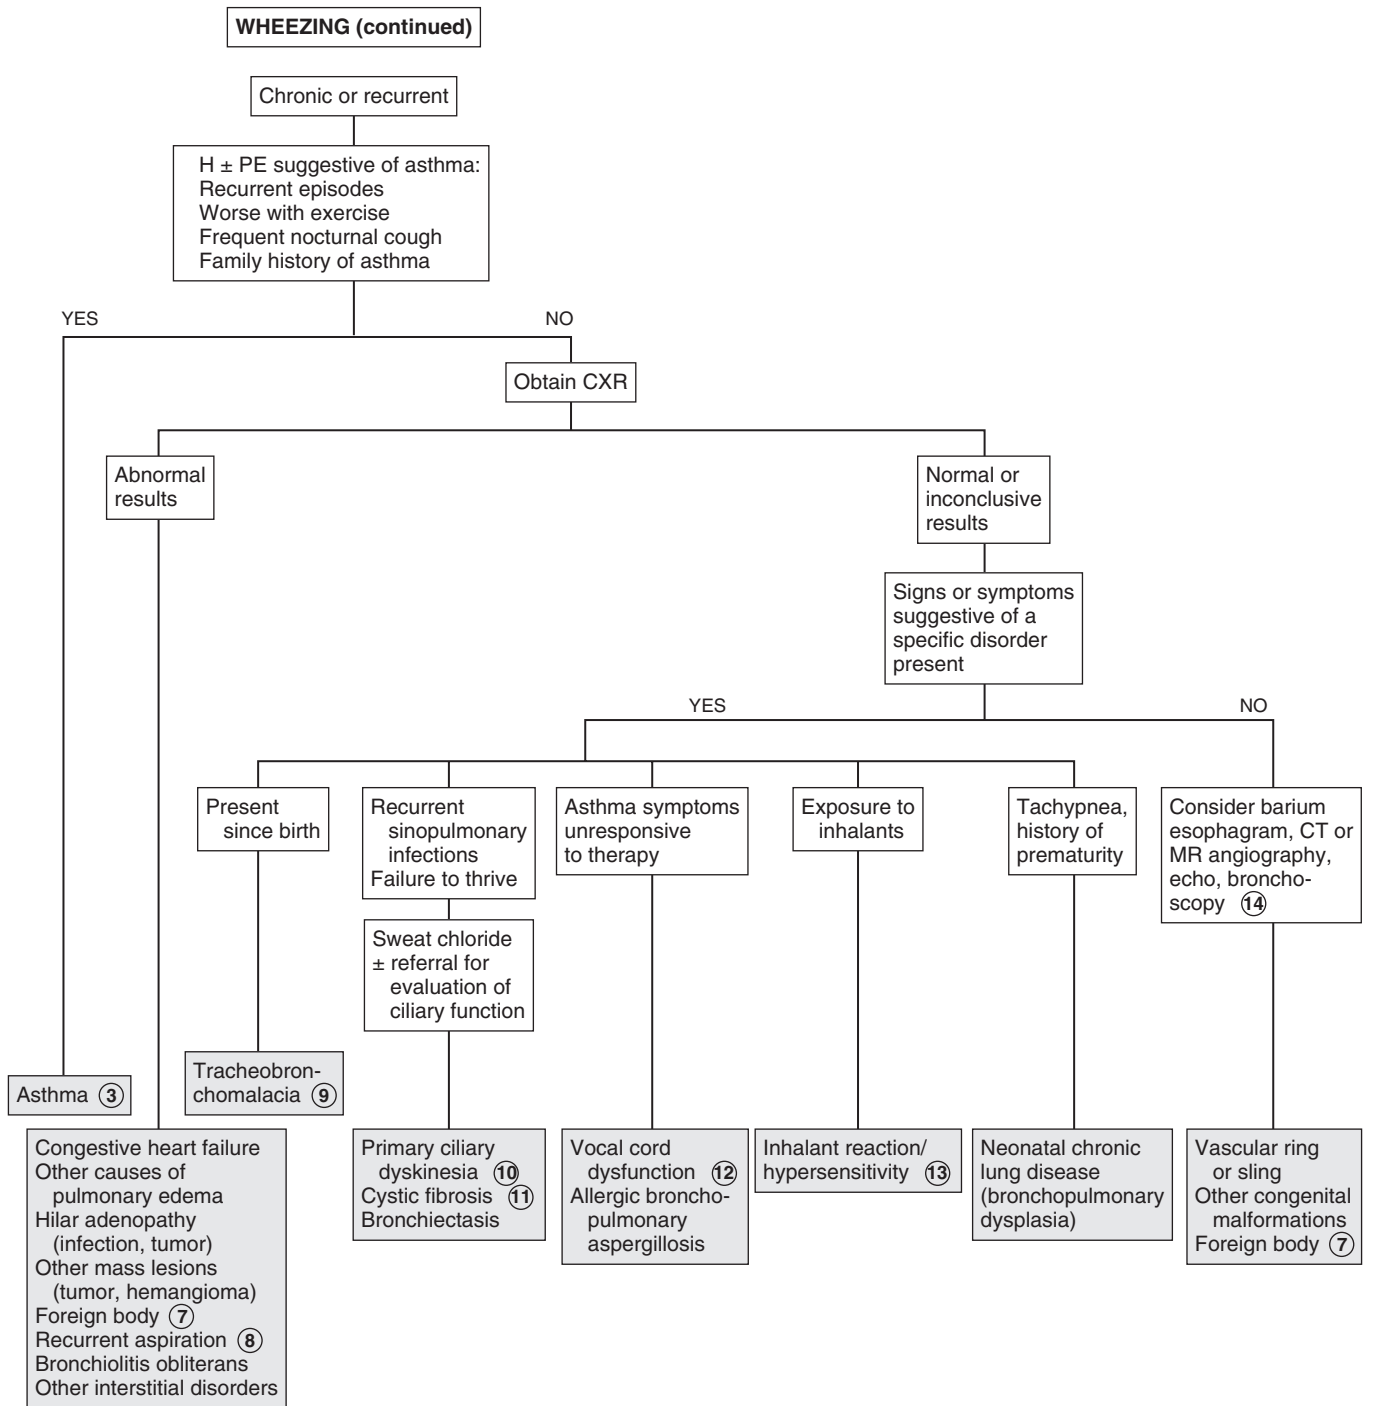 WHEEZING (continued)
Chronic or recurrent
H ± PE suggestive of asthma:
Recurrent episodes
Worse with exercise
Frequent nocturnal cough
Family history of asthma
YES
NO
Obtain CXR
Abnormal
results
Normal or
inconclusive
results
Signs or symptoms
suggestive of a
specific disorder
present
YES
NO
Present
since birth
Recurrent
sinopulmonary
infections
Failure to thrive
Asthma symptoms
unresponsive
to therapy
Exposure to
inhalants
Tachypnea,
history of
prematurity
Consider barium
esophagram, CT or
MR angiography,
echo, broncho-
scopy 14
Sweat chloride
± referral for
evaluation of
ciliary function
Asthma 3
Tracheobron-
chomalacia 9
Congestive heart failure
Other causes of
pulmonary edema
Hilar adenopathy
(infection, tumor)
Other mass lesions
(tumor, hemangioma)
Foreign body 7
Recurrent aspiration 8
Bronchiolitis obliterans
Other interstitial disorders
Primary ciliary
dyskinesia 10
Cystic fibrosis 11
Bronchiectasis
Vocal cord
dysfunction 12
Allergic broncho-
pulmonary
aspergillosis
Inhalant reaction/
hypersensitivity 13
Neonatal chronic
lung disease
(bronchopulmonary
dysplasia)
Vascular ring
or sling
Other congenital
malformations
Foreign body 7